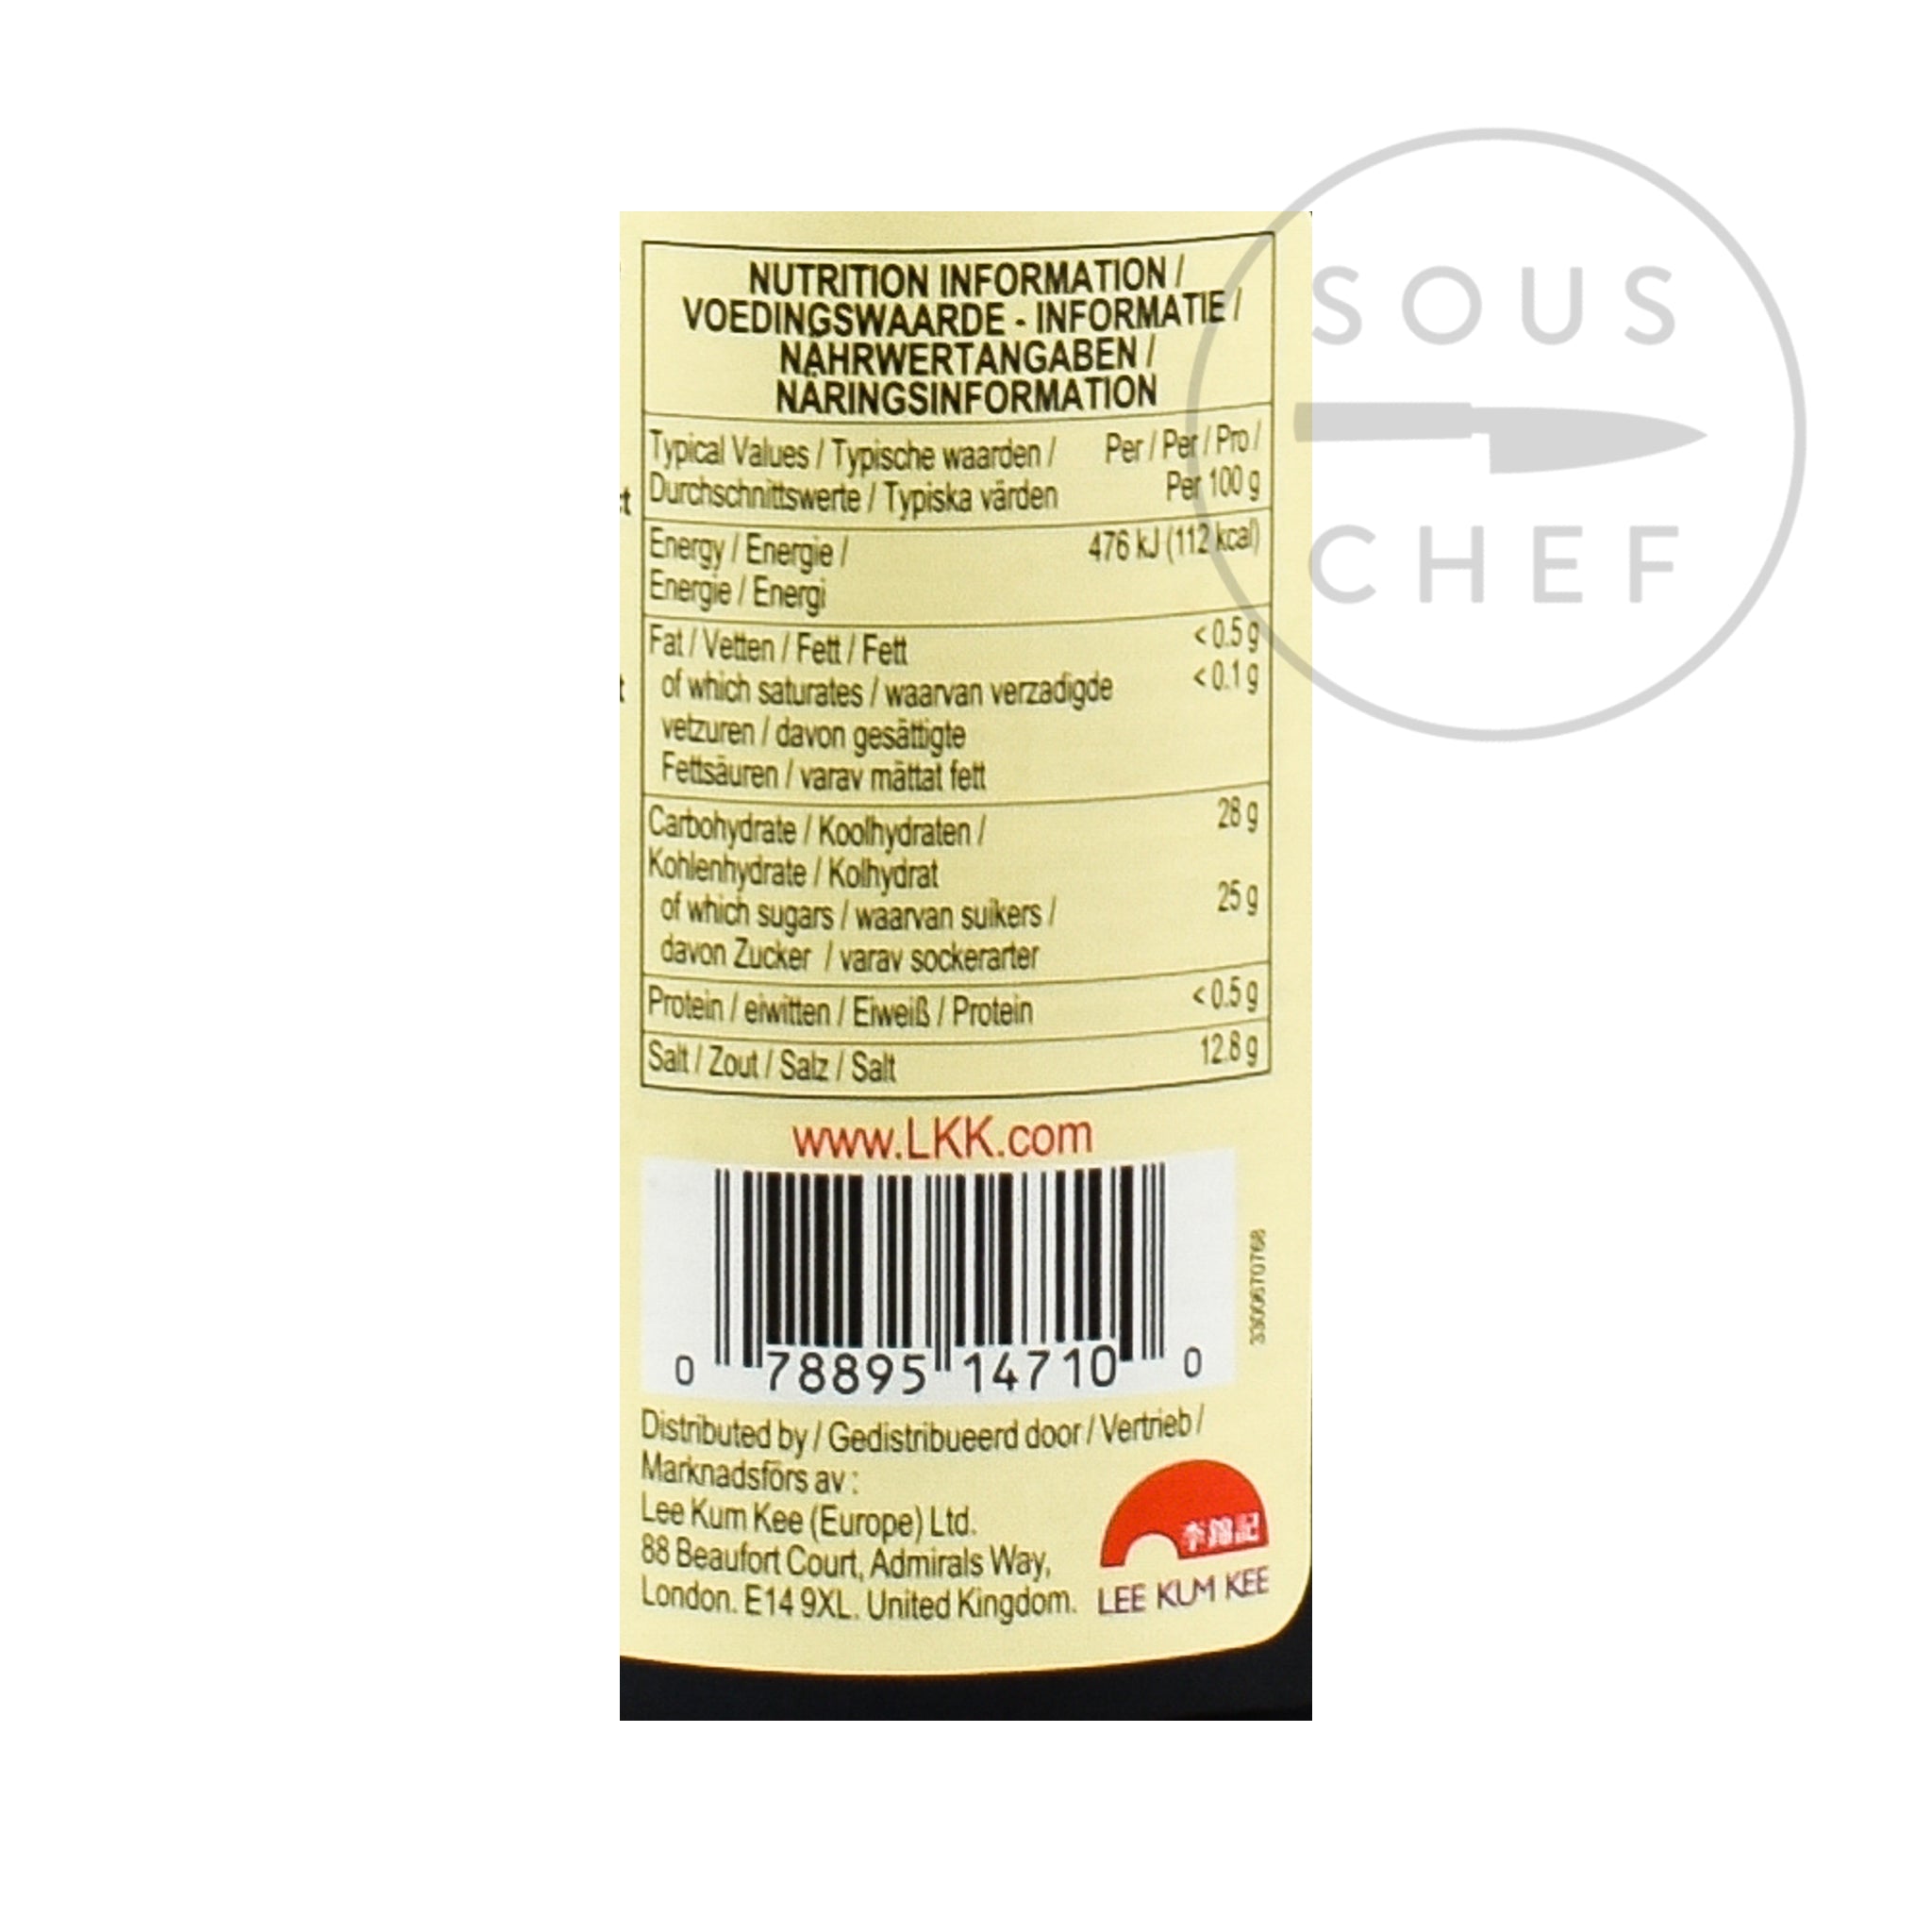 SOUS
CHEF
NUTRITION INFORMATION /
VOEDINGSWAARDE - INFORMATIE /
NÄHRWERTANGABEN /
NÄRINGSINFORMATION
Typical Values / Typische waarden / Per / Per / Pro /
Durchschnittswerte / Typiska värden Per 100 g
Energy / Energie / 476 kJ (112 kcal)
Energie / Energi
Fat / Vetten / Fett / Fett < 0.5 g
of which saturates / waarvan verzadigde < 0.1 g
vetzuren / davon gesättigte
Fettsäuren / varav mättat fett
Carbohydrate / Koolhydraten / 28 g
Kohlenhydrate / Kolhydrat
of which sugars / waarvan suikers / 25 g
davon Zucker / varav sockerarter
Protein / eiwitten / Eiweiß / Protein < 0.5 g
Salt / Zout / Salz / Salt 12.8 g
www.LKK.com
0 78895 14710 0
3300670768
Distributed by / Gedistribueerd door / Vertrieb /
Marknadsförs av :
Lee Kum Kee (Europe) Ltd.
88 Beaufort Court, Admirals Way,
London. E14 9XL. United Kingdom.
李錦記
LEE KUM KEE